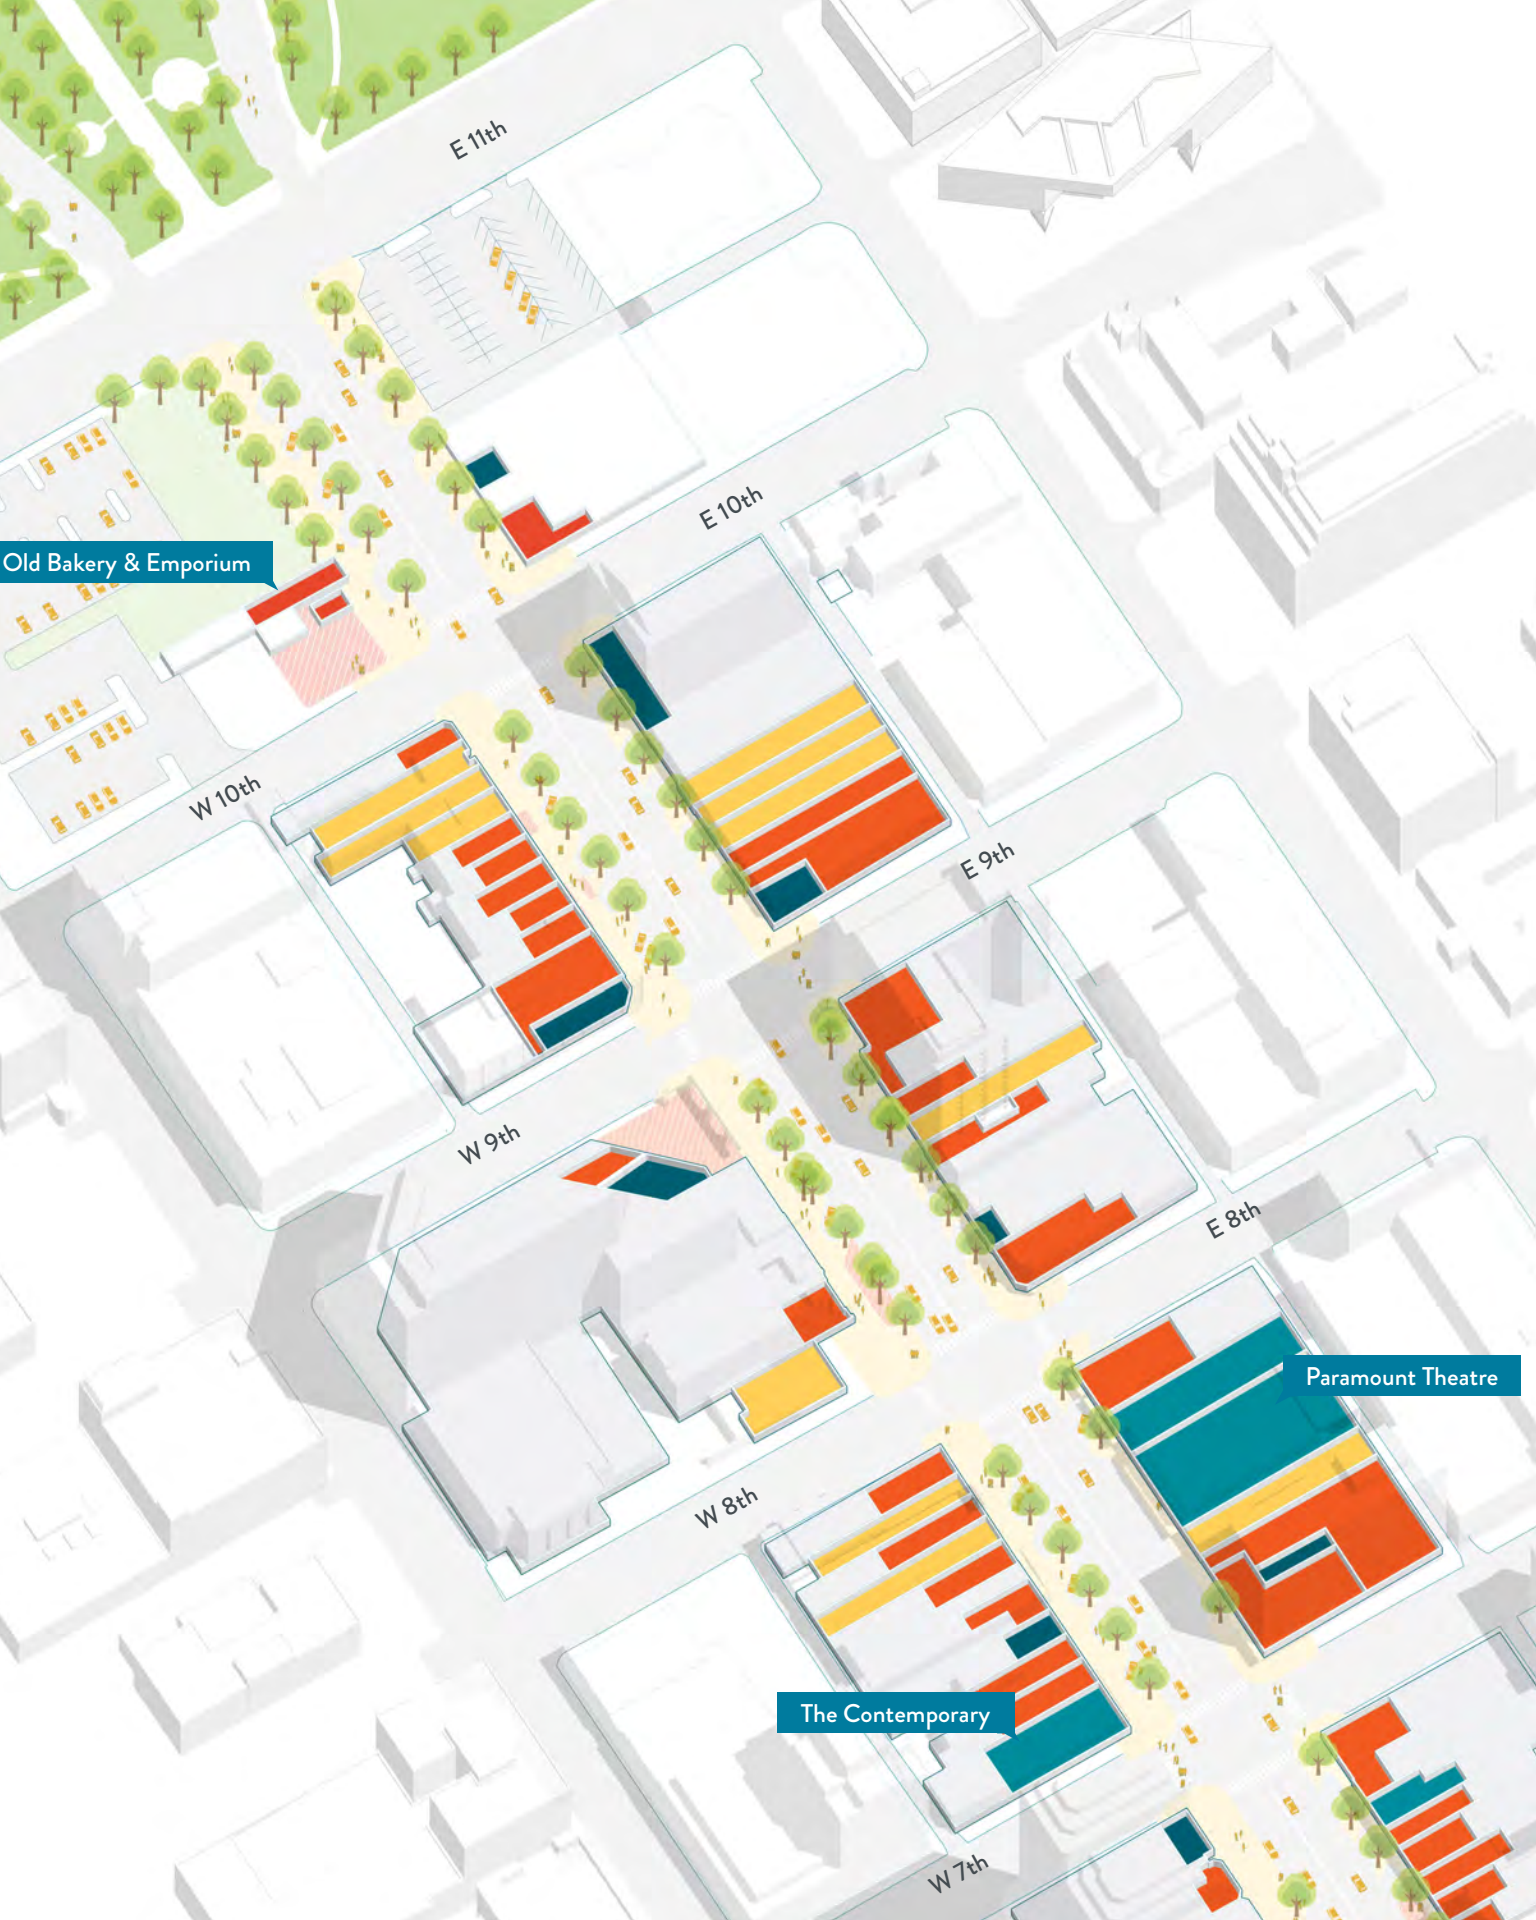 E 11th
E 10th
Old Bakery & Emporium
W 10th
E 9th
W 9th
E 8th
Paramount Theatre
W 8th
The Contemporary
W 7th